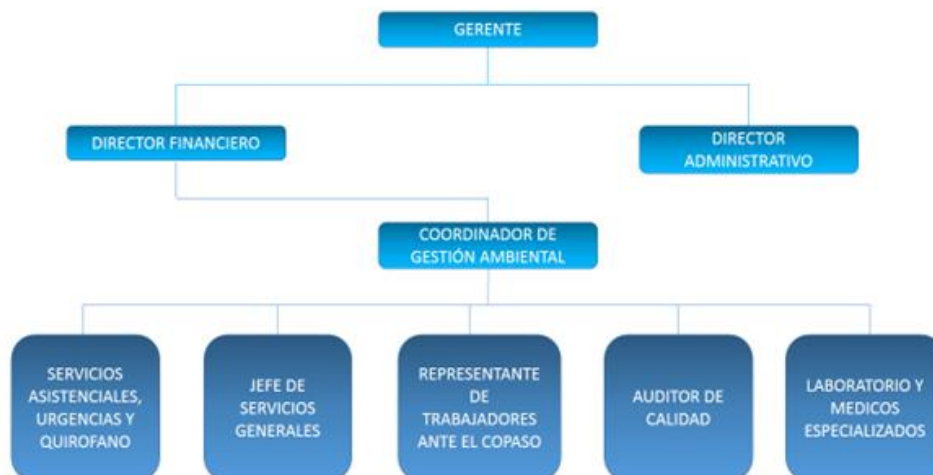 GERENTE
DIRECTOR FINANCIERO
DIRECTOR
ADMINISTRATIVO
COORDINADOR DE
GESTIÓN AMBIENTAL
SERVICIOS
ASISTENCIALES,
URGENCIAS Y
QUIROFANO
JEFE DE
SERVICIOS
GENERALES
REPRESENTANTE
DE
TRABAJADORES
ANTE EL COPASO
AUDITOR DE
CALIDAD
LABORATORIO Y
MEDICOS
ESPECIALIZADOS